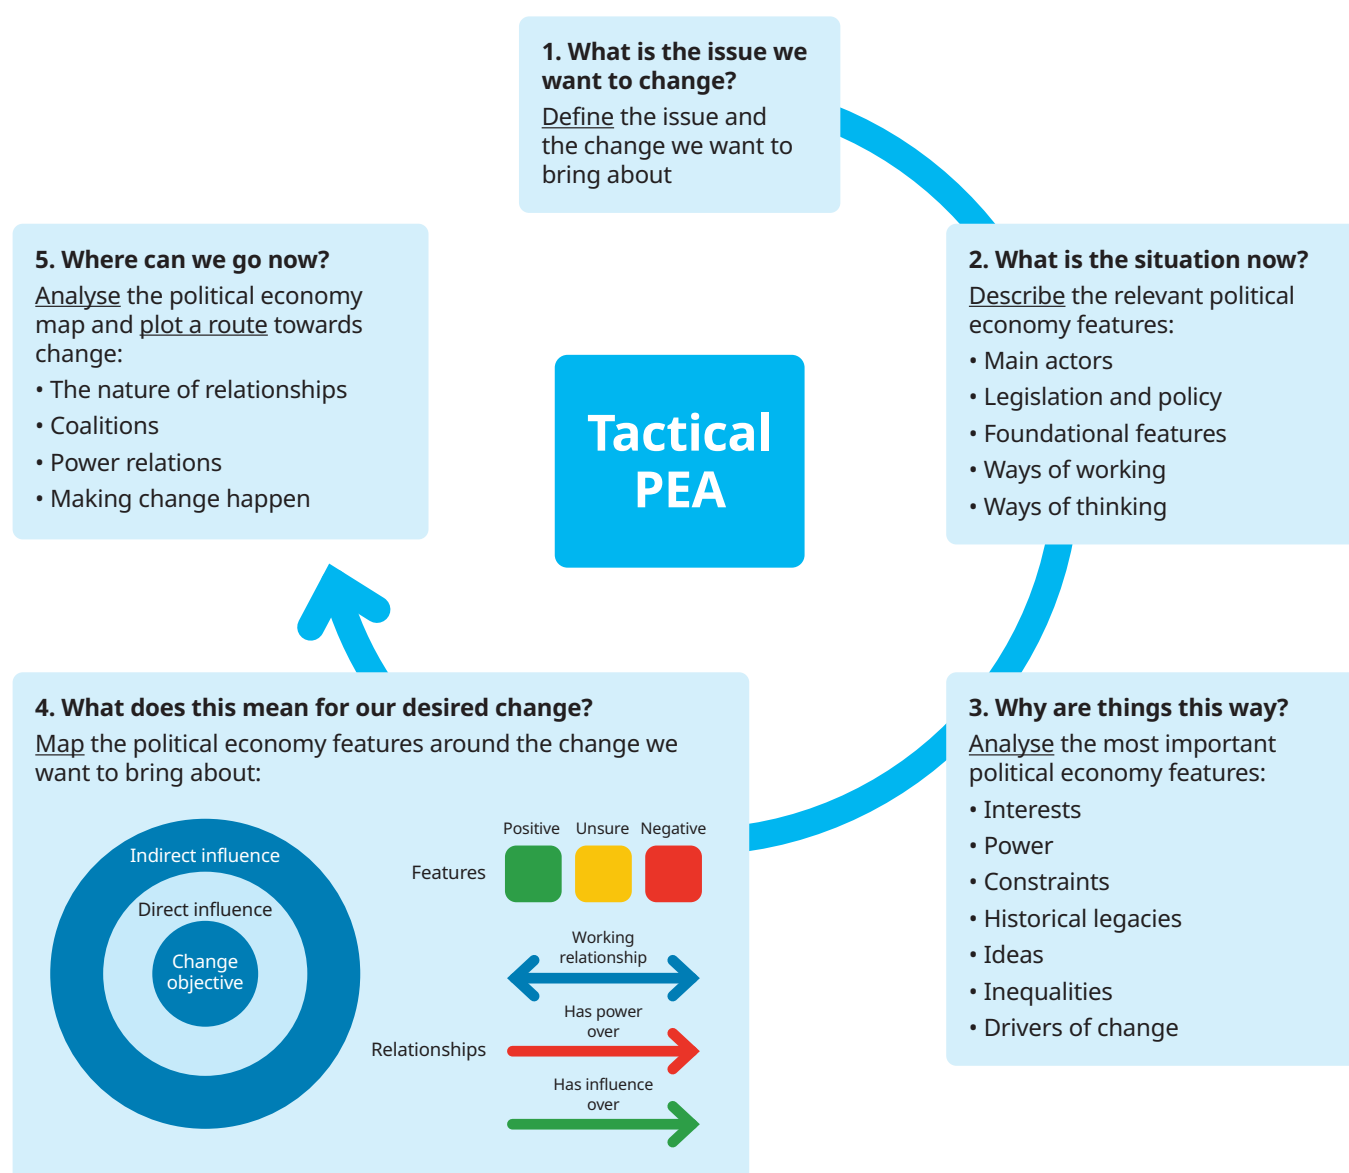 1. What is the issue we
want to change?
Define the issue and
the change we want to
bring about
2. What is the situation now?
Describe the relevant political
economy features:
• Main actors
• Legislation and policy
• Foundational features
• Ways of working
• Ways of thinking
3. Why are things this way?
Analyse the most important
political economy features:
• Interests
• Power
• Constraints
• Historical legacies
• Ideas
• Inequalities
• Drivers of change
4. What does this mean for our desired change?
Map the political economy features around the change we
want to bring about:
Indirect influence
Direct influence
Change
objective
Positive Unsure Negative
Features
Working
relationship
Has power
over
Relationships
Has influence
over
5. Where can we go now?
Analyse the political economy
map and plot a route towards
change:
• The nature of relationships
• Coalitions
• Power relations
• Making change happen
Tactical
PEA